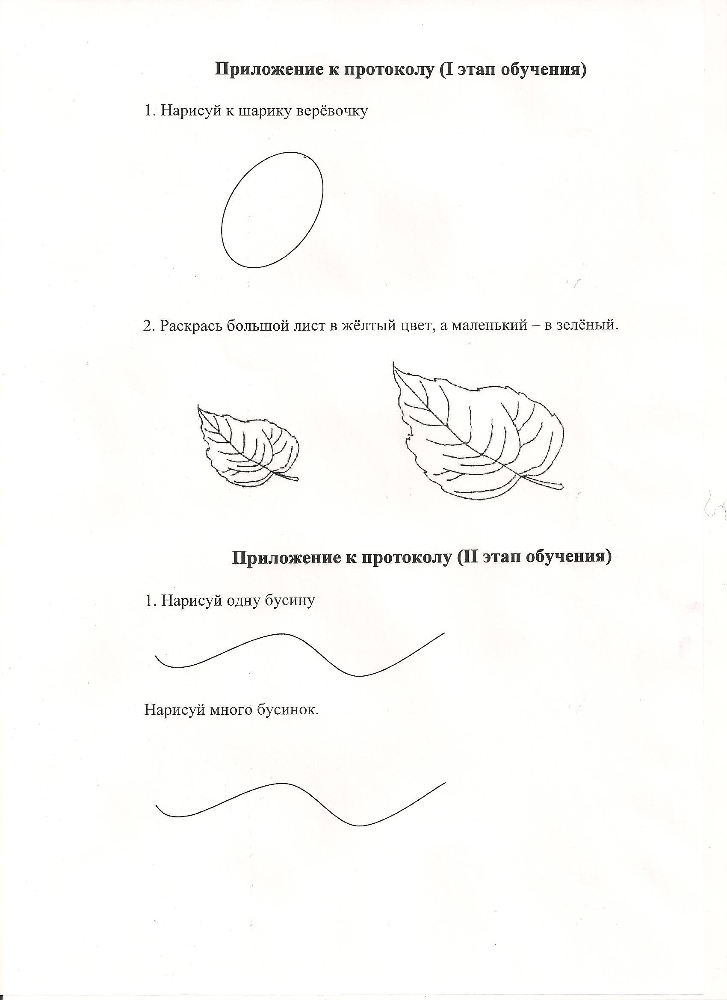 Приложение к протоколу (I этап обучения)
1. Нарисуй к шарику верёвочку
2. Раскрась большой лист в жёлтый цвет, а маленький – в зелёный.
Приложение к протоколу (II этап обучения)
1. Нарисуй одну бусину
Нарисуй много бусинок.